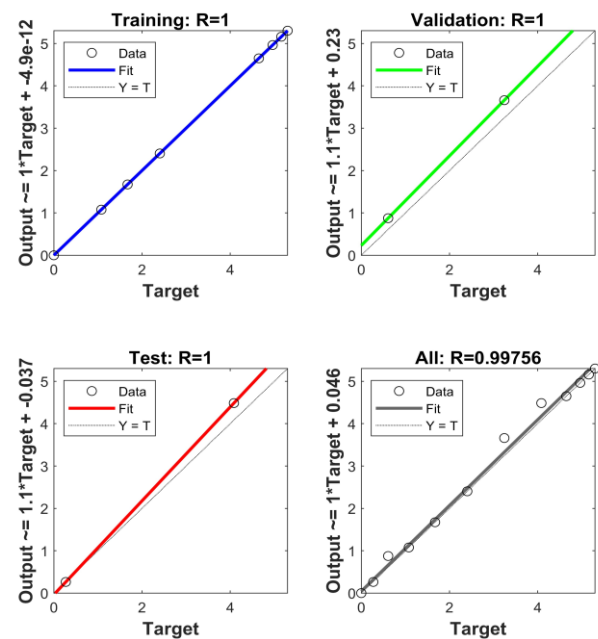 Training: R=1
Output ~= 1*Target + -4.9e-12
Data
Fit
Y = T
5
4
3
2
1
0
0 2 4
Target
Validation: R=1
Output ~= 1.1*Target + 0.23
Data
Fit
Y = T
5
4
3
2
1
0
0 2 4
Target
Test: R=1
Output ~= 1.1*Target + -0.037
Data
Fit
Y = T
5
4
3
2
1
0
0 2 4
Target
All: R=0.99756
Output ~= 1*Target + 0.046
Data
Fit
Y = T
5
4
3
2
1
0
0 2 4
Target